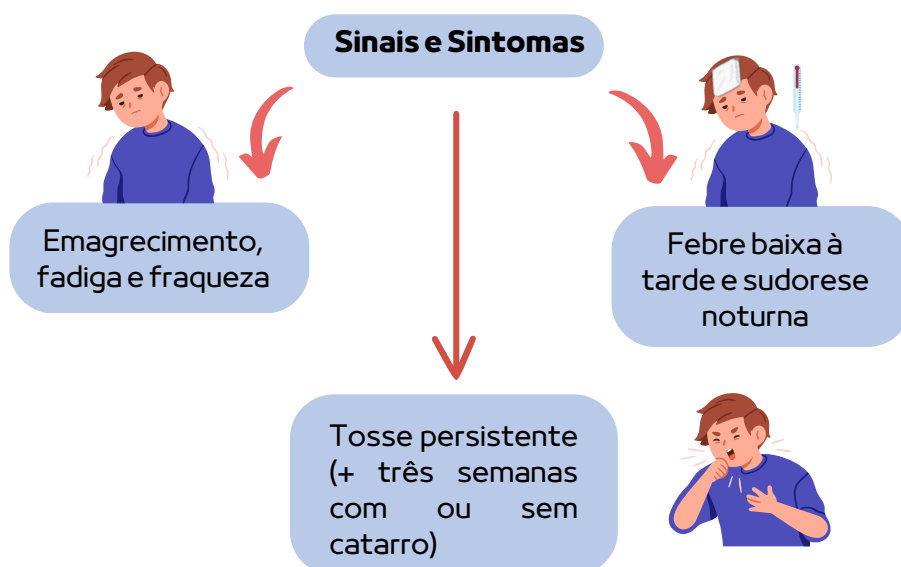 Sinais e Sintomas
Emagrecimento,
fadiga e fraqueza
Febre baixa à
tarde e sudorese
noturna
Tosse persistente
(+ três semanas
com ou sem
catarro)